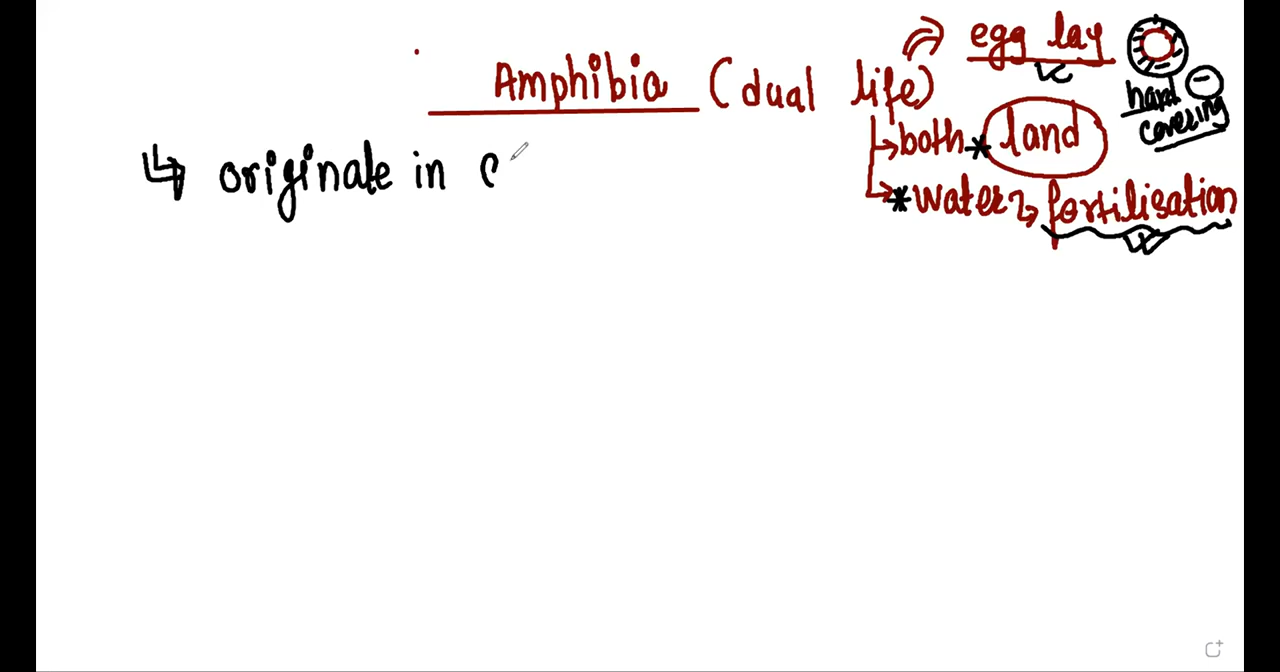 egg lay
Amphibia (dual life)
hard
covering
both * land
* water → fertilisation
↳ originate in